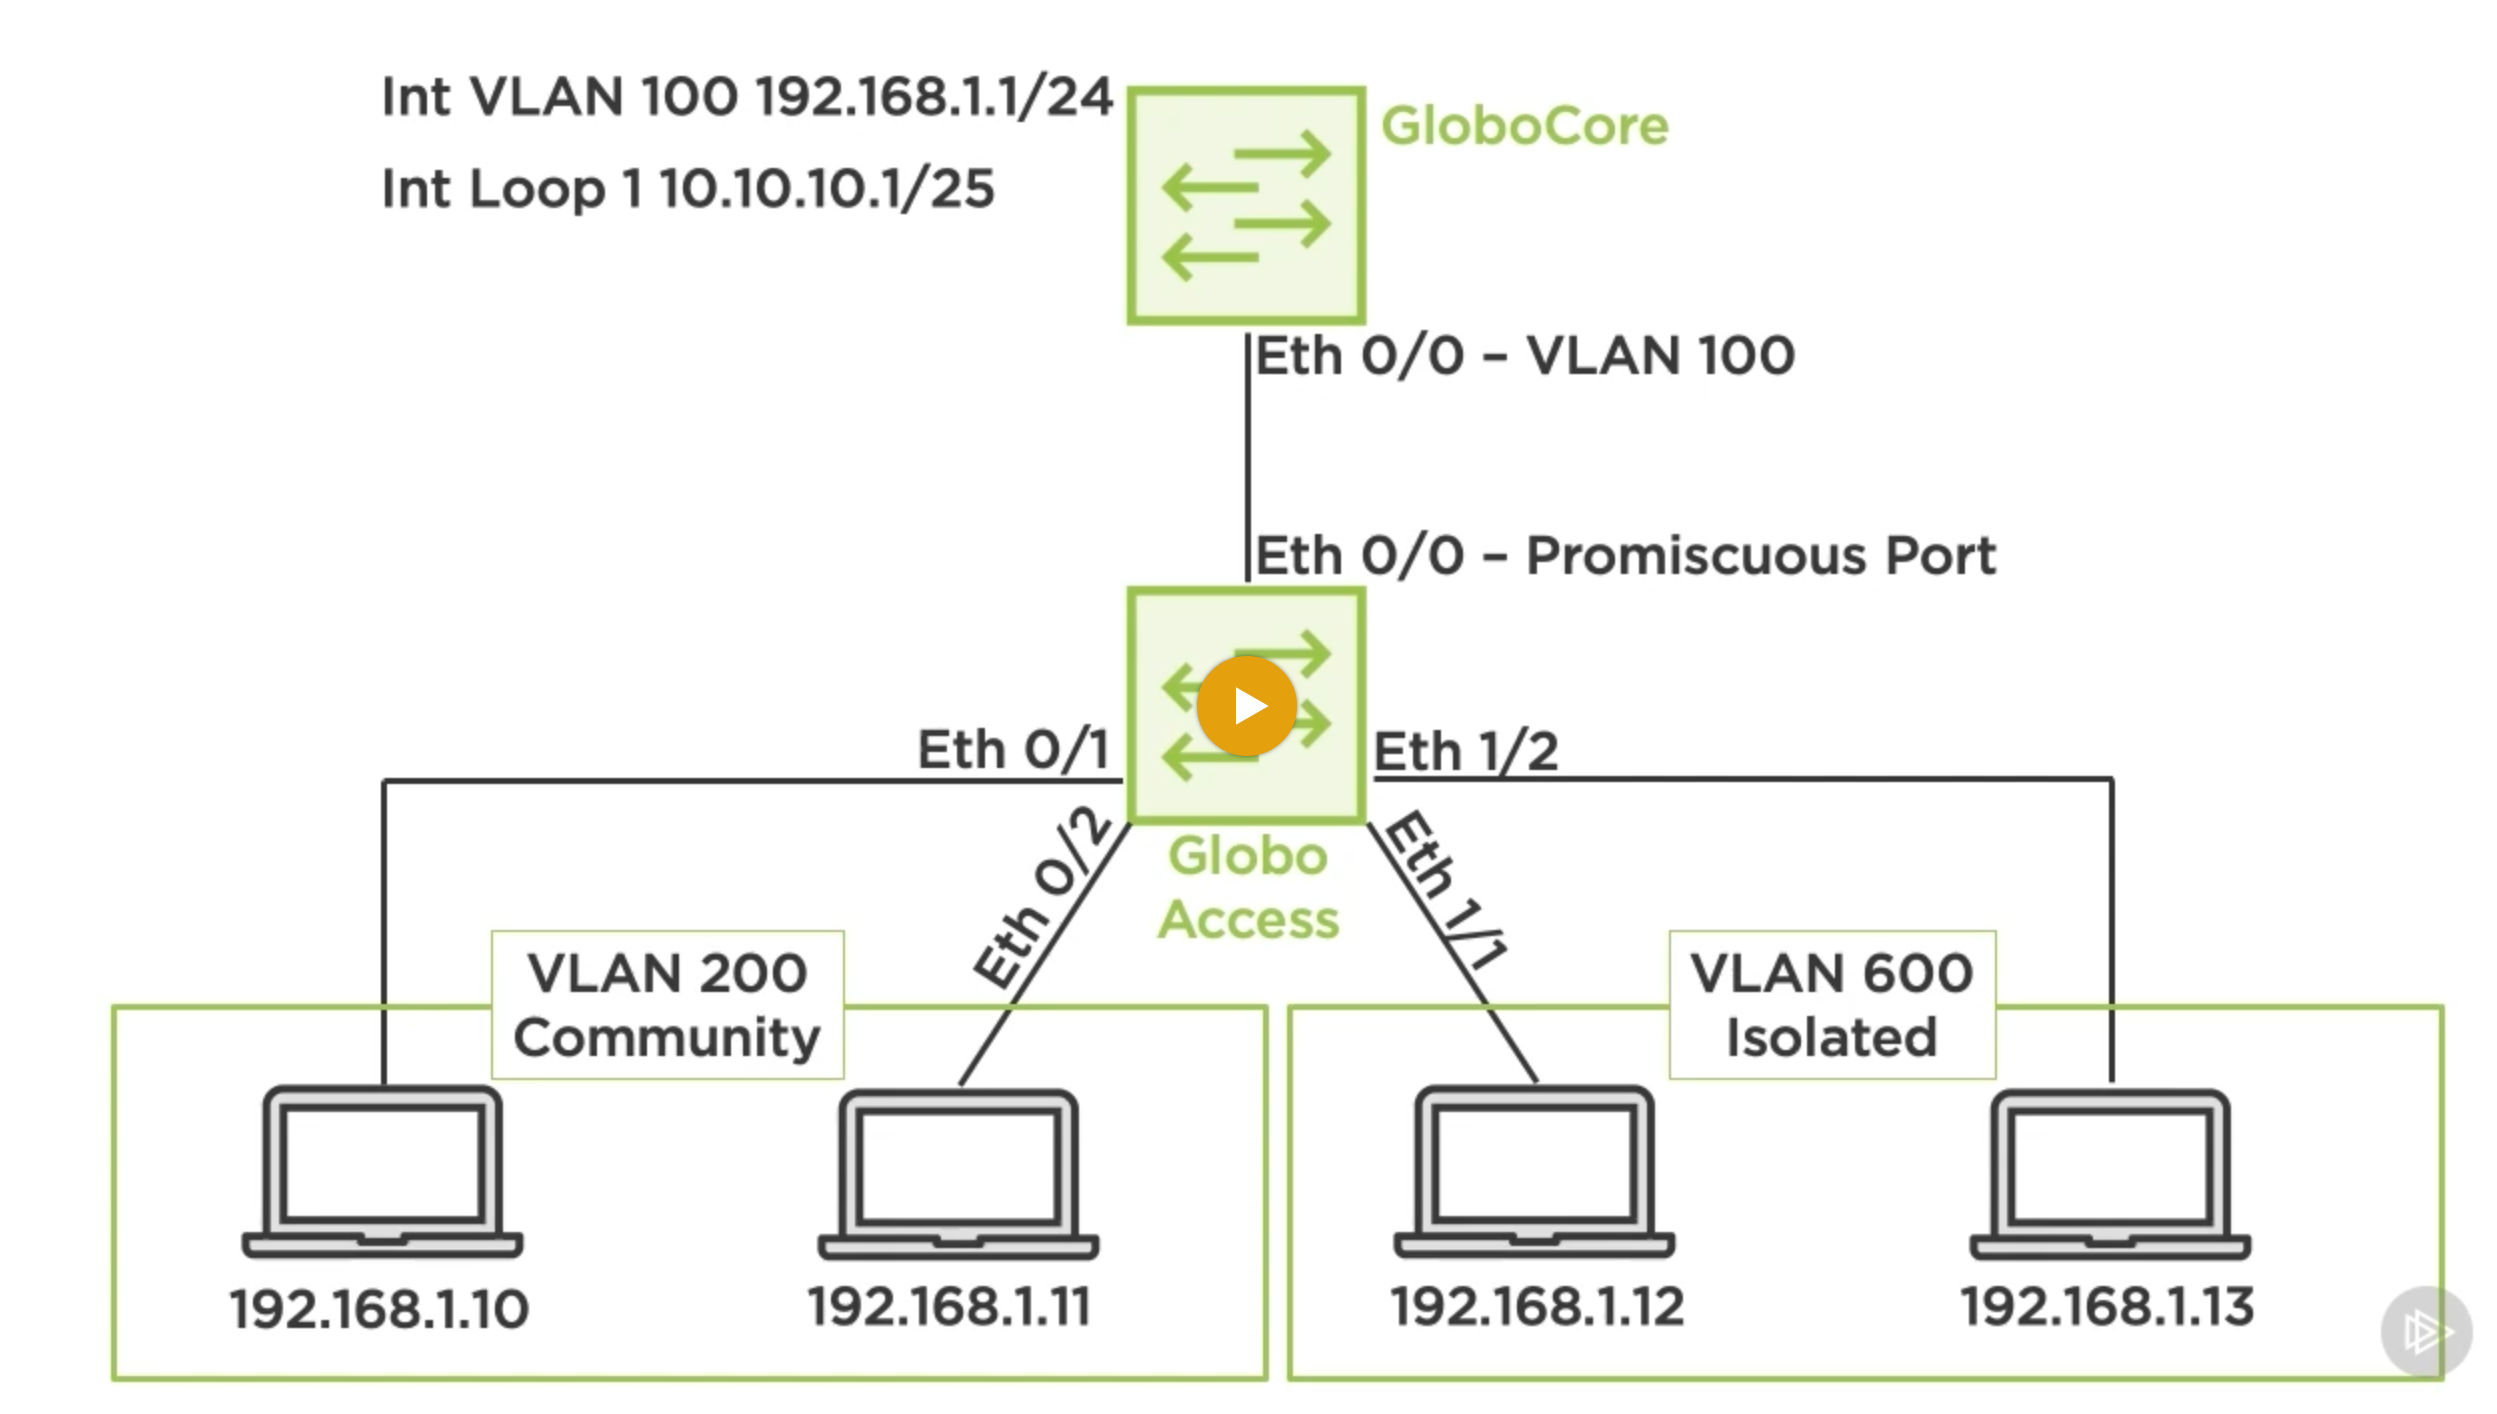 Int VLAN 100 192.168.1.1/24
GloboCore
Int Loop 1 10.10.10.1/25
Eth 0/0 – VLAN 100
Eth 0/0 – Promiscuous Port
Eth 0/1
Eth 1/2
Eth 0/2
Eth 1/1
Globo
Access
VLAN 200
Community
VLAN 600
Isolated
192.168.1.10
192.168.1.11
192.168.1.12
192.168.1.13